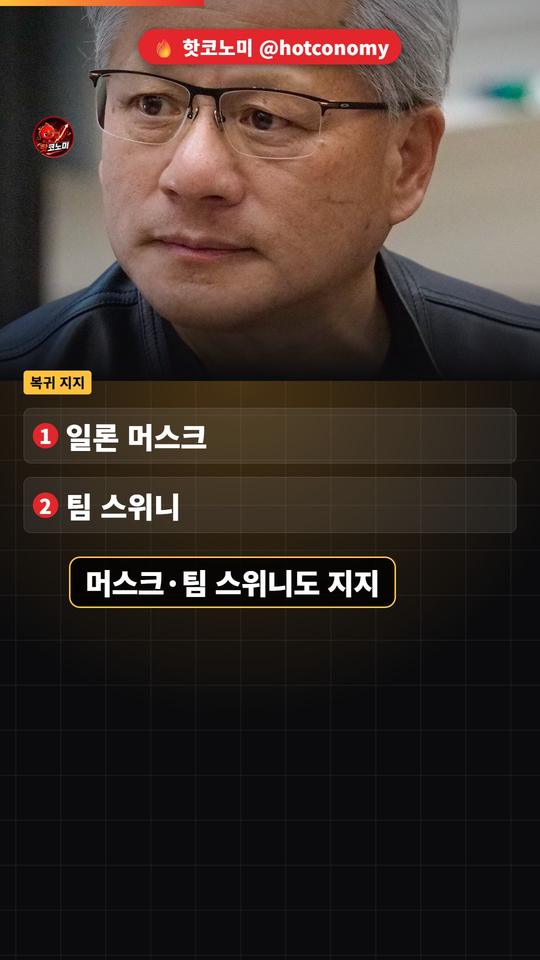 핫코노미 @hotconomy
핫코노미
복귀 지지
1 일론 머스크
2 팀 스위니
머스크·팀 스위니도 지지